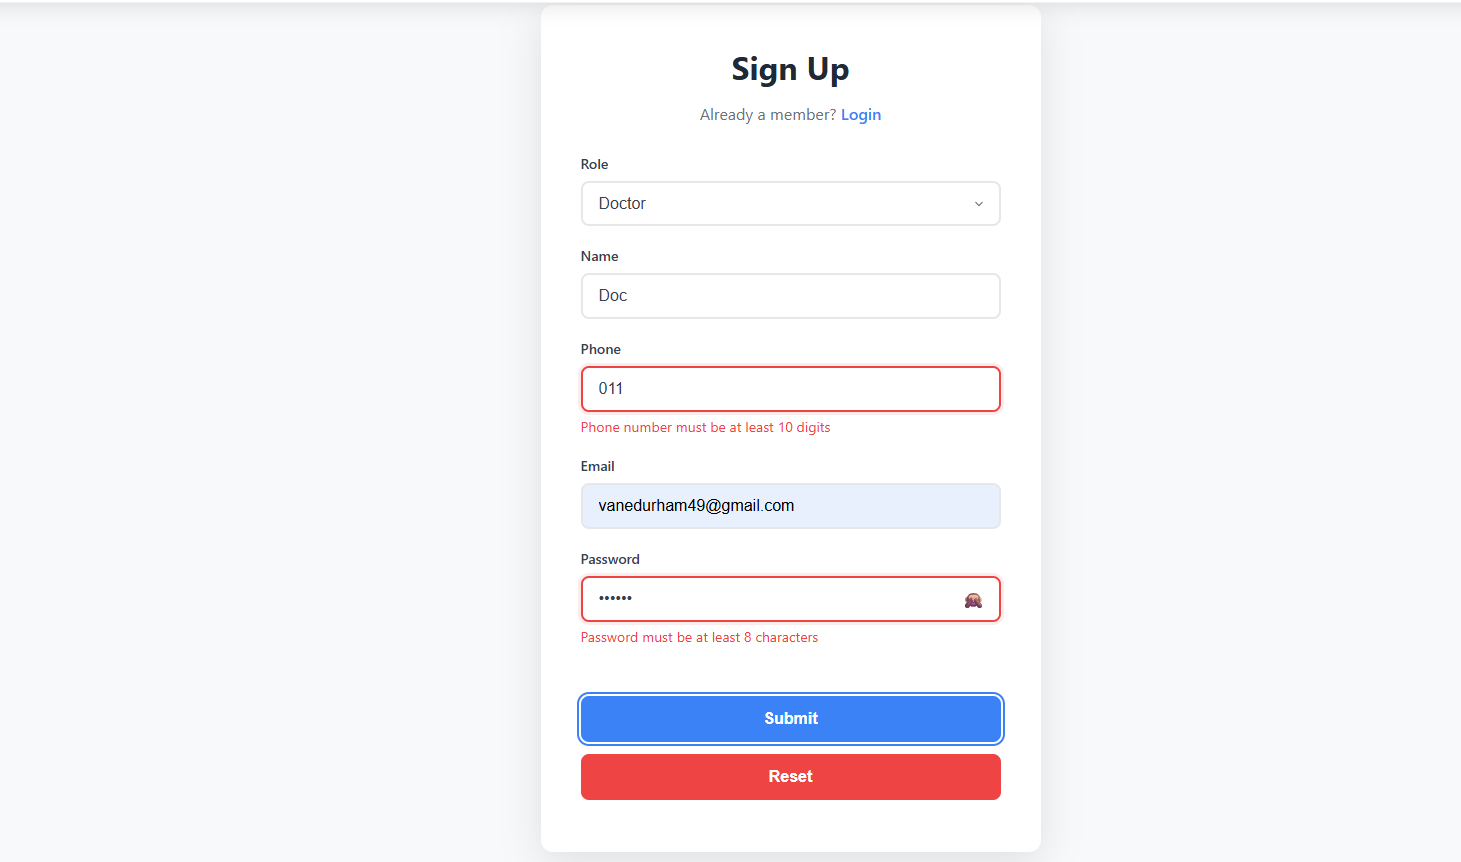 Sign Up
Already a member? Login
Role
Doctor
Name
Doc
Phone
011
Phone number must be at least 10 digits
Email
vanedurham49@gmail.com
Password
••••••
Password must be at least 8 characters
Submit
Reset